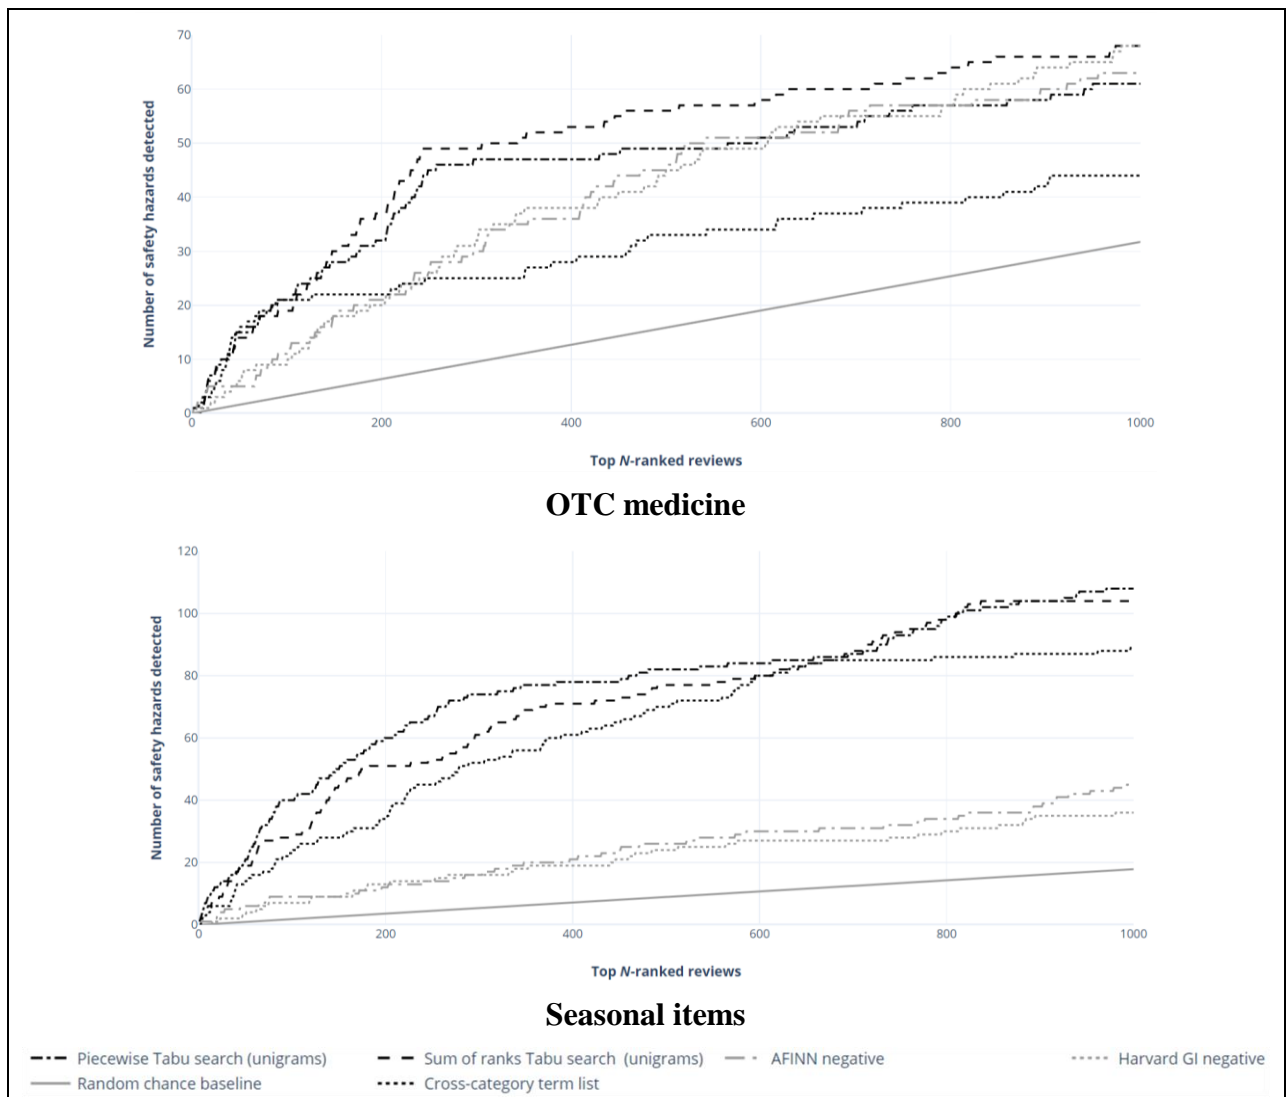 70
60
50
40
30
20
10
0
Number of safety hazards detected
0 200 400 600 800 1000
Top N-ranked reviews
OTC medicine
120
100
80
60
40
20
0
Number of safety hazards detected
0 200 400 600 800 1000
Top N-ranked reviews
Seasonal items
Piecewise Tabu search (unigrams) Sum of ranks Tabu search (unigrams) AFINN negative Harvard GI negative
Random chance baseline Cross-category term list